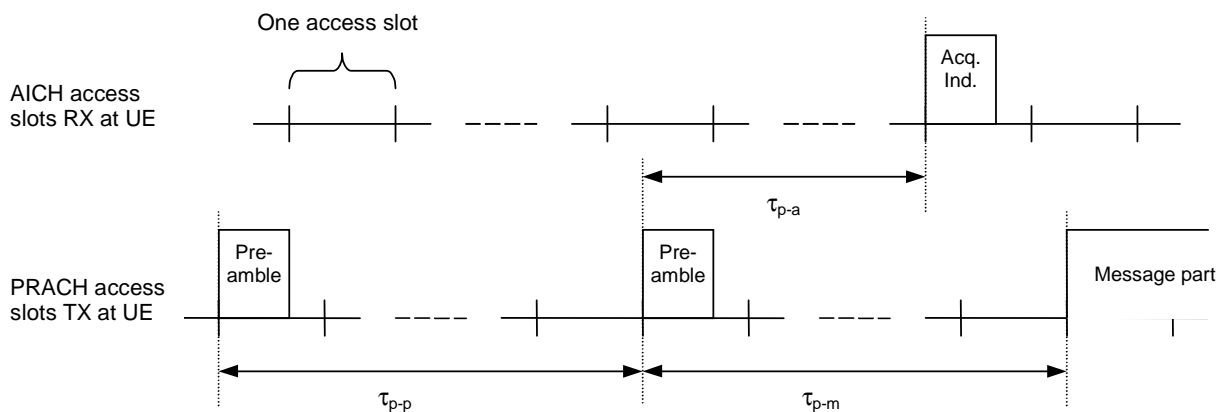 One access slot
AICH access
slots RX at UE
Acq.
Ind.
τp-a
Pre-
amble
Pre-
amble
Message part
PRACH access
slots TX at UE
τp-p
τp-m